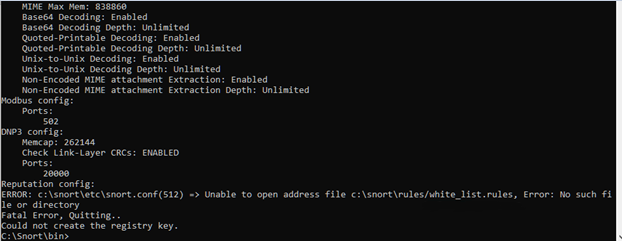 MIME Max Mem: 838860
Base64 Decoding: Enabled
Base64 Decoding Depth: Unlimited
Quoted-Printable Decoding: Enabled
Quoted-Printable Decoding Depth: Unlimited
Unix-to-Unix Decoding: Enabled
Unix-to-Unix Decoding Depth: Unlimited
Non-Encoded MIME attachment Extraction: Enabled
Non-Encoded MIME attachment Extraction Depth: Unlimited
Modbus config:
Ports:
502
DNP3 config:
Memcap: 262144
Check Link-Layer CRCs: ENABLED
Ports:
20000
Reputation config:
ERROR: c:\snort\etc\snort.conf(512) => Unable to open address file c:\snort\rules/white_list.rules, Error: No such fi
le or directory
Fatal Error, Quitting..
Could not create the registry key.
C:\Snort\bin>